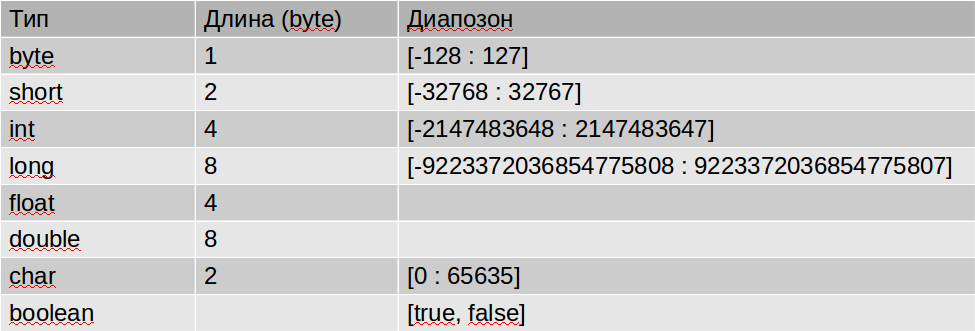 Тип Длина (byte) Диапозон
byte 1 [-128 : 127]
short 2 [-32768 : 32767]
int 4 [-2147483648 : 2147483647]
long 8 [-9223372036854775808 : 9223372036854775807]
float 4
double 8
char 2 [0 : 65635]
boolean [true, false]